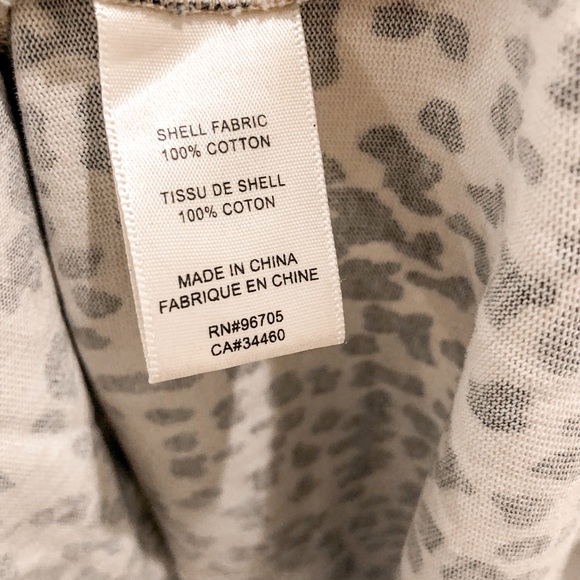 SHELL FABRIC
100% COTTON
TISSU DE SHELL
100% COTON
MADE IN CHINA
FABRIQUE EN CHINE
RN#96705
CA#34460